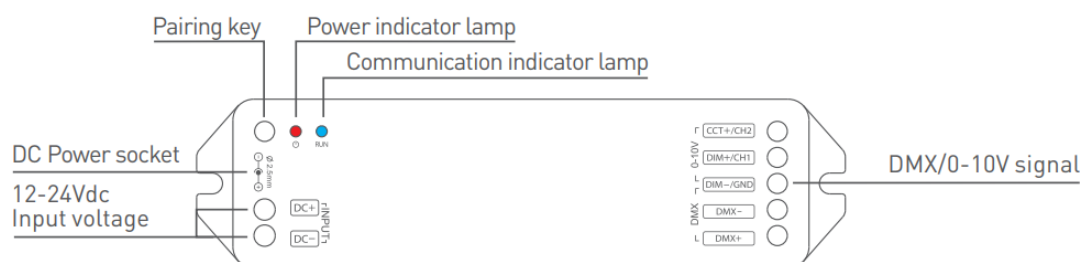 Pairing key
Power indicator lamp
Communication indicator lamp
DC Power socket
12-24Vdc
Input voltage
RUN
ø2.5mm
DC+
DC−
INPUT
0-10V
CCT+/CH2
DIM+/CH1
DIM−/GND
DMX
DMX−
DMX+
DMX/0-10V signal